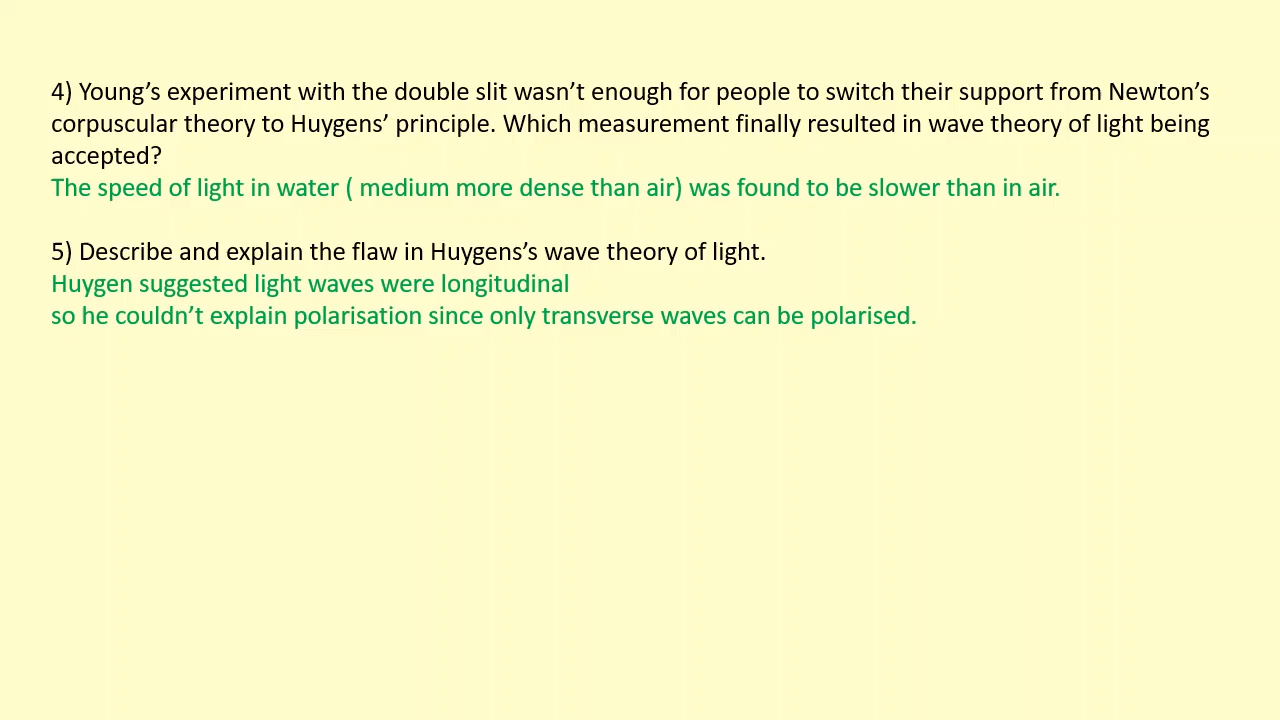 4) Young’s experiment with the double slit wasn’t enough for people to switch their support from Newton’s
corpuscular theory to Huygens’ principle. Which measurement finally resulted in wave theory of light being
accepted?
The speed of light in water ( medium more dense than air) was found to be slower than in air.
5) Describe and explain the flaw in Huygens’s wave theory of light.
Huygen suggested light waves were longitudinal
so he couldn’t explain polarisation since only transverse waves can be polarised.